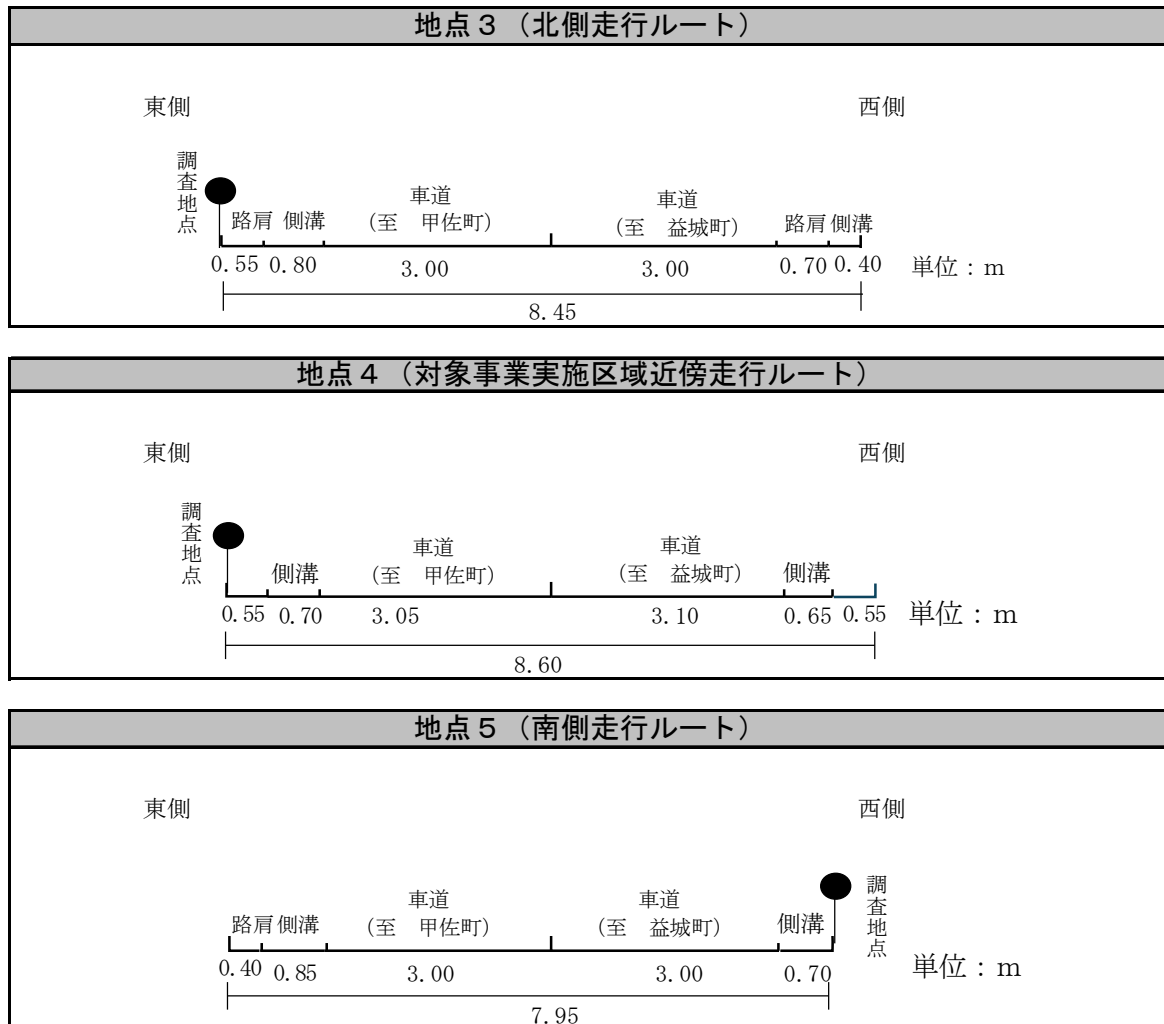 地点３（北側走行ルート）
東側 西側
調査地点
路肩 側溝 車道 車道 路肩 側溝
（至　甲佐町） （至　益城町）
0.55 0.80 3.00 3.00 0.70 0.40 単位：m
8.45
地点４（対象事業実施区域近傍走行ルート）
東側 西側
調査地点
側溝 車道 車道 側溝
（至　甲佐町） （至　益城町）
0.55 0.70 3.05 3.10 0.65 0.55 単位：m
8.60
地点５（南側走行ルート）
東側 西側
調査地点
路肩 側溝 車道 車道 側溝
（至　甲佐町） （至　益城町）
0.40 0.85 3.00 3.00 0.70 単位：m
7.95